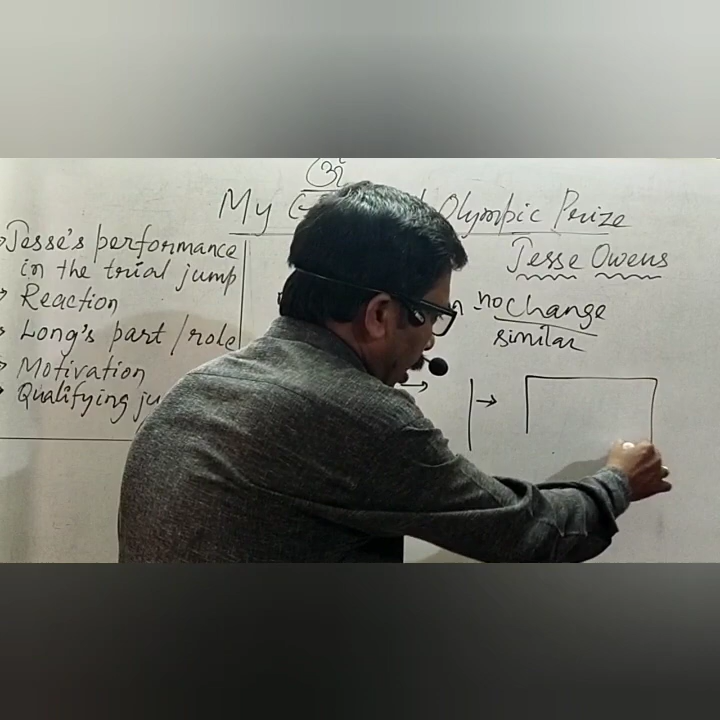 ॐ
My G Olympic Prize
Jesse Owens
Jesse's performance
in the trial jump
→ Reaction
→ Long's part / role
→ Motivation
→ Qualifying ju
no change
similar
→
→